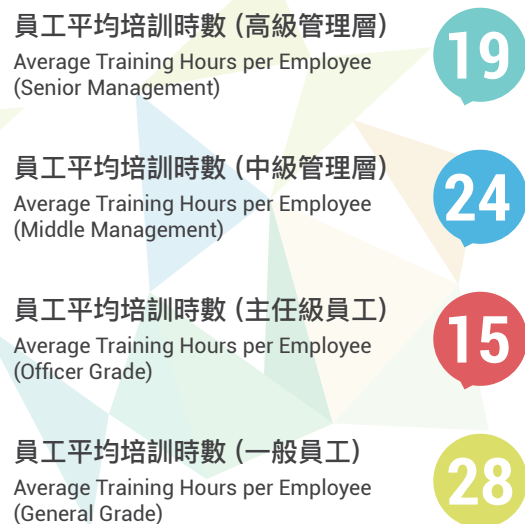 員工平均培訓時數 (高級管理層)
Average Training Hours per Employee
(Senior Management)
19
員工平均培訓時數 (中級管理層)
Average Training Hours per Employee
(Middle Management)
24
員工平均培訓時數 (主任級員工)
Average Training Hours per Employee
(Officer Grade)
15
員工平均培訓時數 (一般員工)
Average Training Hours per Employee
(General Grade)
28